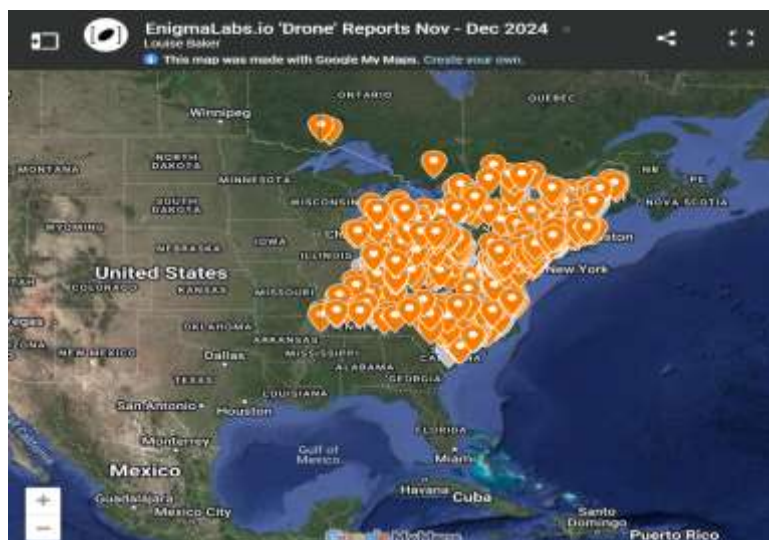 EnigmaLabs.io 'Drone' Reports Nov - Dec 2024
Louise Baker
This map was made with Google My Maps. Create your own.
ONTARIO
QUEBEC
Winnipeg
NORTH DAKOTA
MONTANA
MINNESOTA
NB
PE
NOVA SCOTIA
SOUTH DAKOTA
WISCONSIN
WYOMING
IOWA
NEBRASKA
ILLINOIS
New York
United States
COLORADO
KANSAS
MISSOURI
OKLAHOMA
ARKANSAS
NEW MEXICO
MISSISSIPPI
Dallas
ALABAMA
TEXAS
GEORGIA
LOUISIANA
San Antonio
Houston
FLORIDA
Monterrey
Gulf of
Mexico
Miami
Mexico
Havana
Cuba
Guadalajara
Mexico City
Santo
Domingo
Puerto Rico
+
−